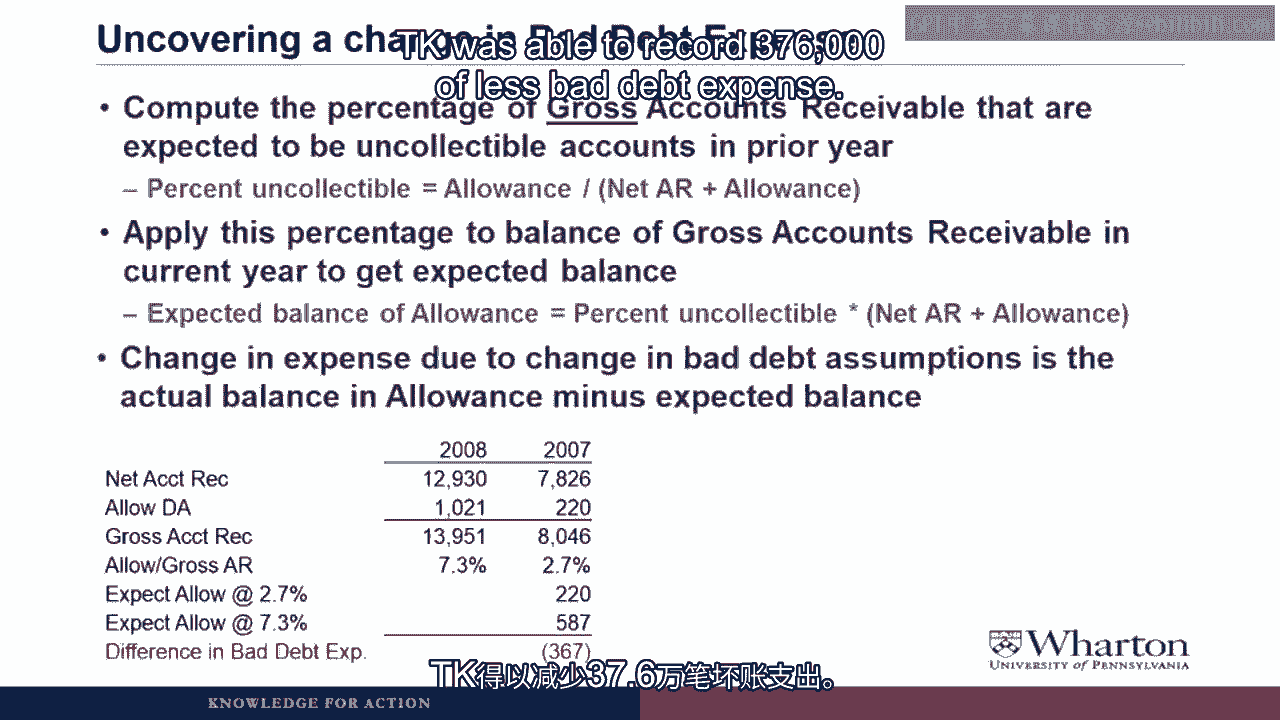 Uncovering a change in Bad Debt Expense
TK was able to record 376,000
of less bad debt expense.
• Compute the percentage of Gross Accounts Receivable that are
expected to be uncollectible accounts in prior year
– Percent uncollectible = Allowance / (Net AR + Allowance)
• Apply this percentage to balance of Gross Accounts Receivable in
current year to get expected balance
– Expected balance of Allowance = Percent uncollectible * (Net AR + Allowance)
• Change in expense due to change in bad debt assumptions is the
actual balance in Allowance minus expected balance
2008 2007
Net Acct Rec 12,930 7,826
Allow DA 1,021 220
Gross Acct Rec 13,951 8,046
Allow/Gross AR 7.3% 2.7%
Expect Allow @ 2.7% 220
Expect Allow @ 7.3% 587
Difference in Bad Debt Exp. (367)
TK得以减少37.6万笔坏账支出。
Wharton
UNIVERSITY of PENNSYLVANIA
KNOWLEDGE FOR ACTION